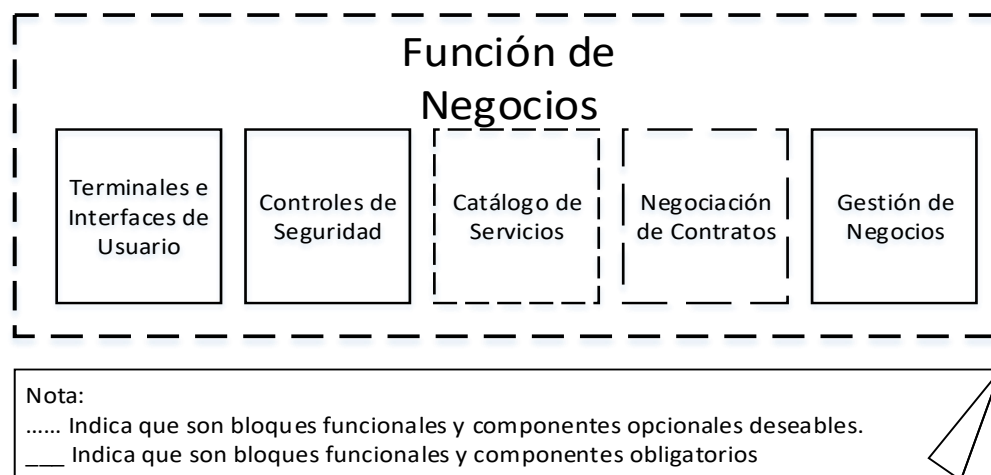 Función de
Negocios
Terminales e
Interfaces de
Usuario
Controles de
Seguridad
Catálogo de
Servicios
Negociación
de Contratos
Gestión de
Negocios
Nota:
...... Indica que son bloques funcionales y componentes opcionales deseables.
___ Indica que son bloques funcionales y componentes obligatorios